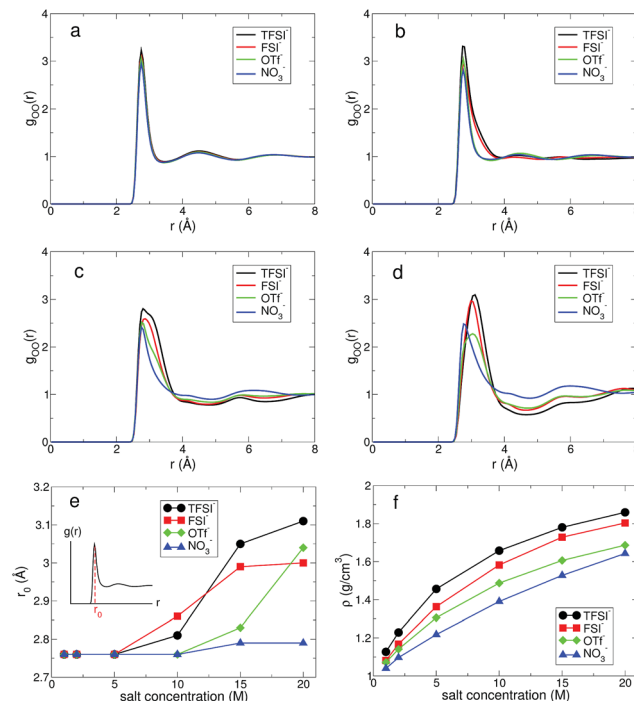 a
TFSI⁻
FSI⁻
OTf⁻
NO₃⁻
g_OO(r)
4
3
2
1
0
0 2 4 6 8
r (Å)
b
TFSI⁻
FSI⁻
OTf⁻
NO₃⁻
g_OO(r)
4
3
2
1
0
0 2 4 6
r (Å)
c
TFSI⁻
FSI⁻
OTf⁻
NO₃⁻
g_OO(r)
4
3
2
1
0
0 2 4 6 8
r (Å)
d
TFSI⁻
FSI⁻
OTf⁻
NO₃⁻
g_OO(r)
4
3
2
1
0
0 2 4 6
r (Å)
e
TFSI⁻
FSI⁻
OTf⁻
NO₃⁻
g(r)
r
r₀
r₀ (Å)
3.2
3.1
3
2.9
2.8
2.7
0 5 10 15 20
salt concentration (M)
f
TFSI⁻
FSI⁻
OTf⁻
NO₃⁻
ρ (g/cm³)
2
1.8
1.6
1.4
1.2
1
0 5 10 15 20
salt concentration (M)